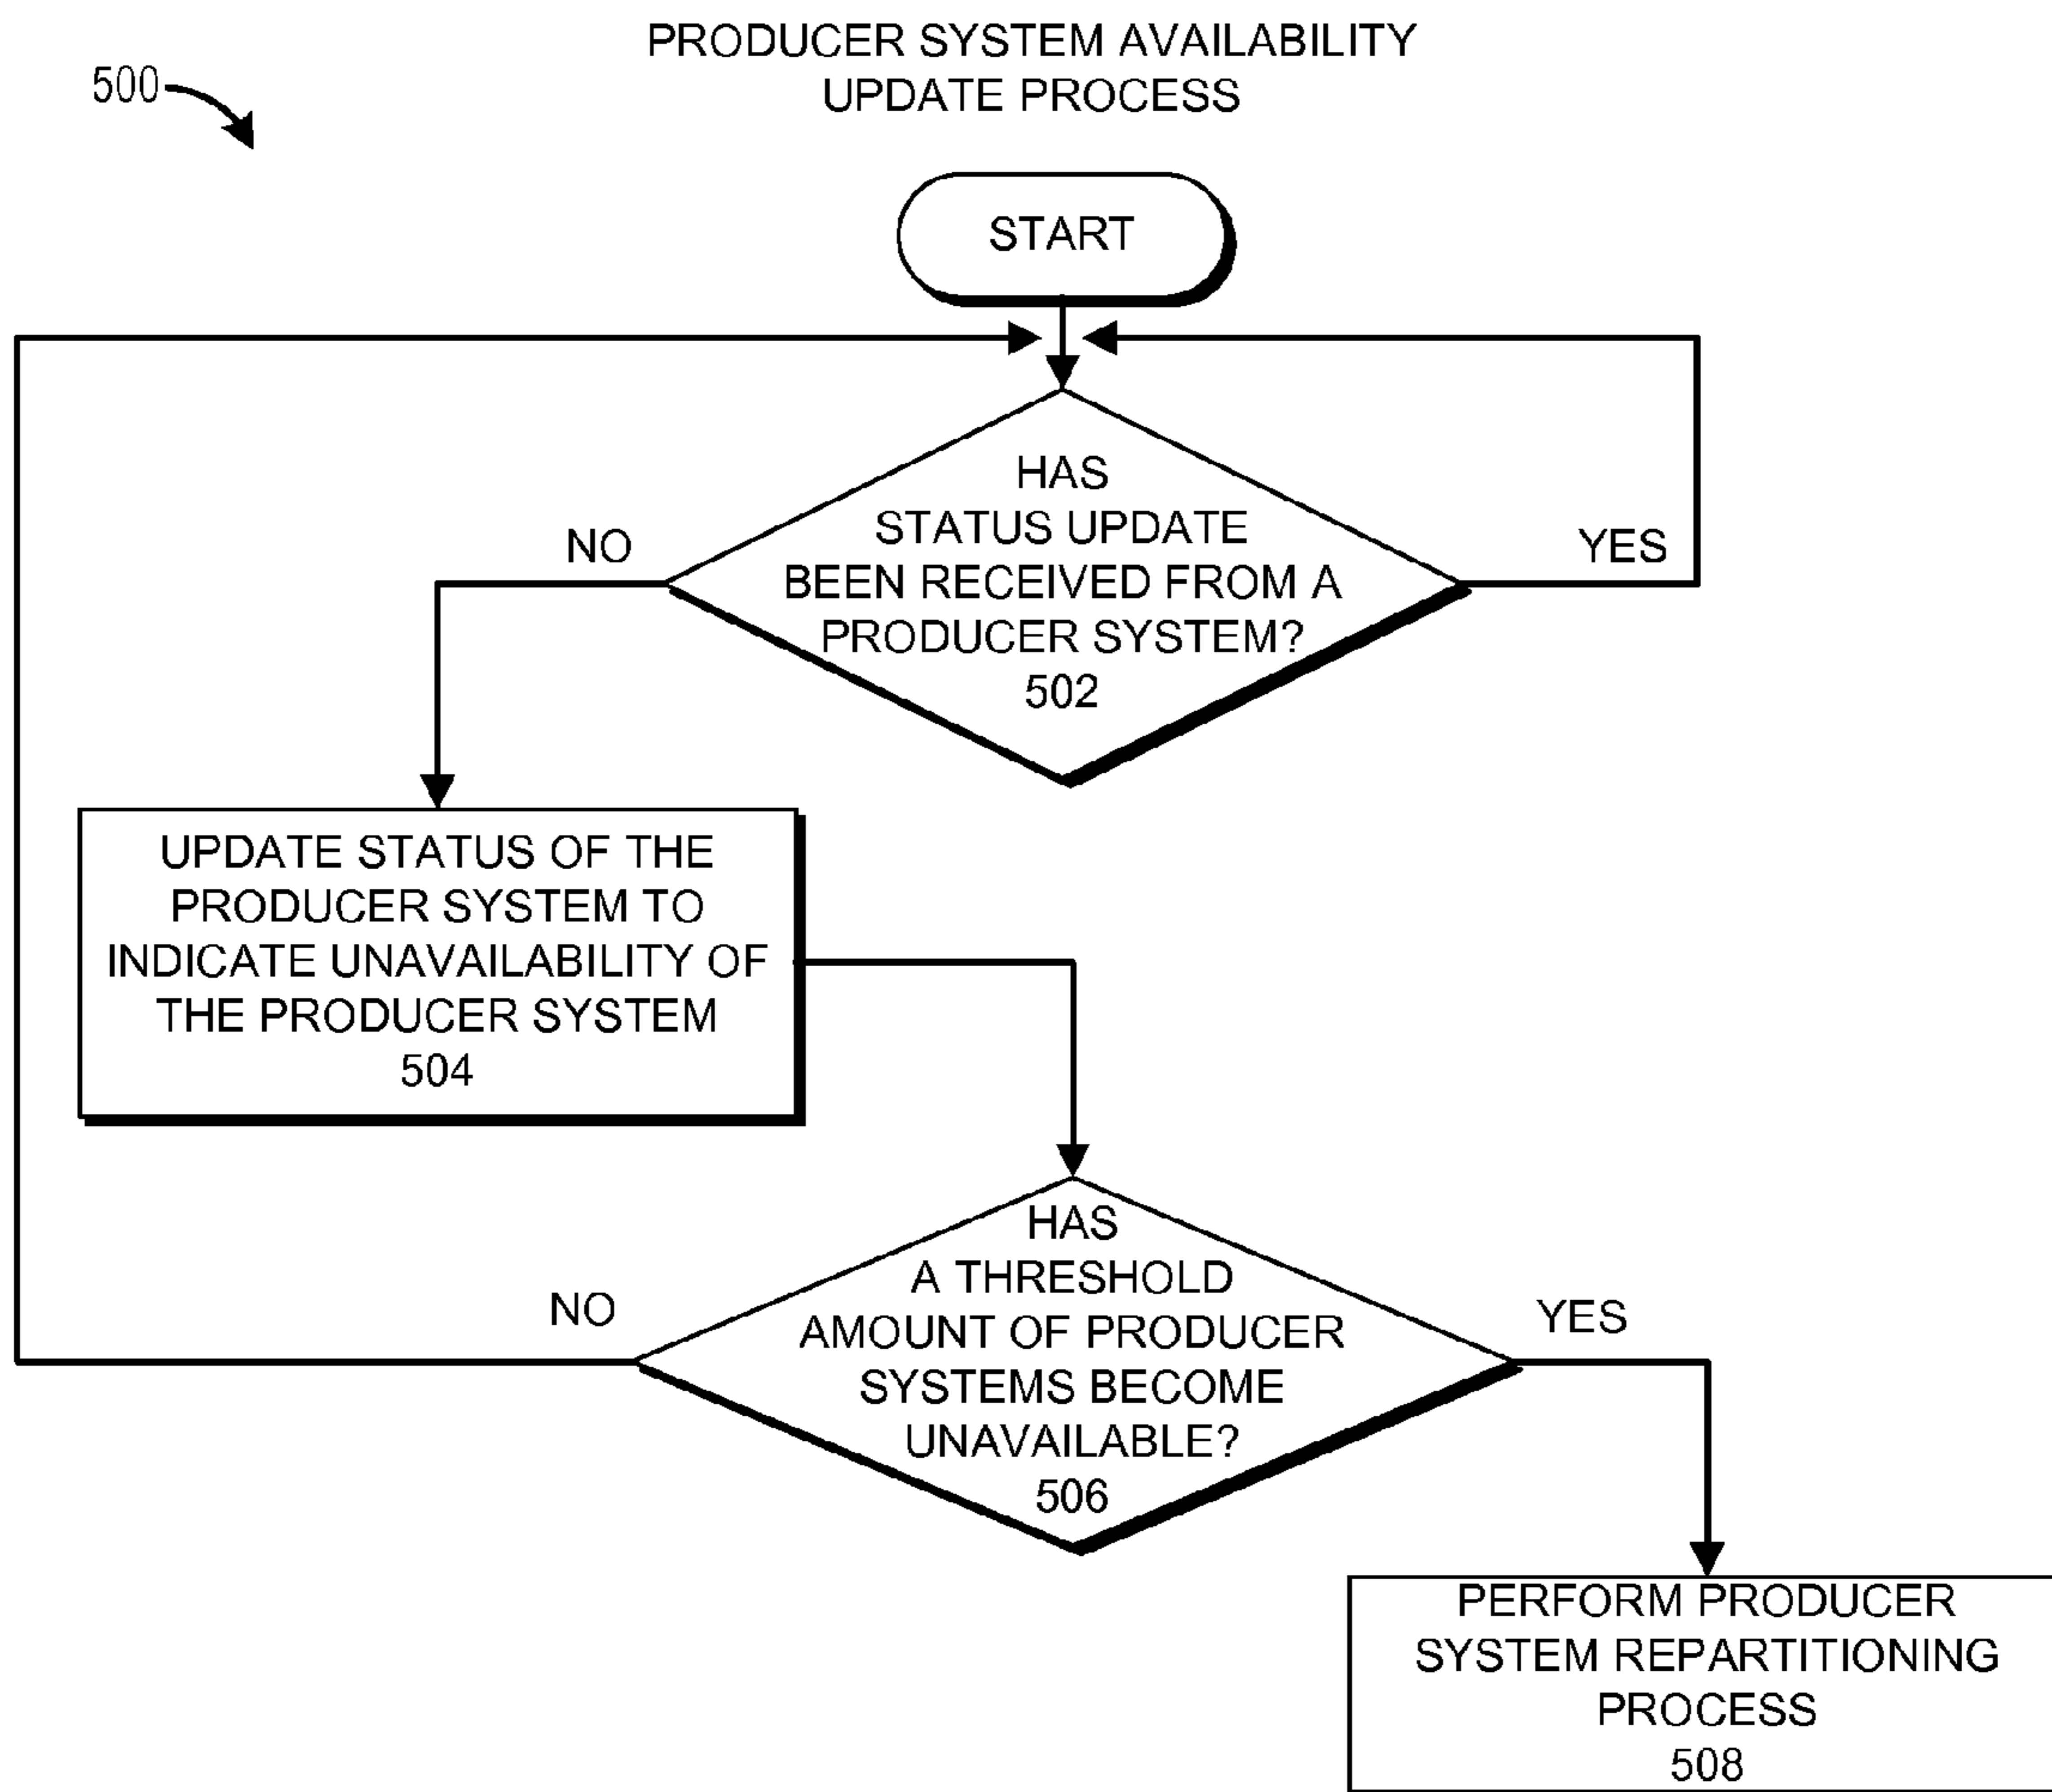 PRODUCER SYSTEM AVAILABILITY
UPDATE PROCESS
500
START
HAS
STATUS UPDATE
BEEN RECEIVED FROM A
PRODUCER SYSTEM?
502
NO
YES
UPDATE STATUS OF THE
PRODUCER SYSTEM TO
INDICATE UNAVAILABILITY OF
THE PRODUCER SYSTEM
504
HAS
A THRESHOLD
AMOUNT OF PRODUCER
SYSTEMS BECOME
UNAVAILABLE?
506
NO
YES
PERFORM PRODUCER
SYSTEM REPARTITIONING
PROCESS
508